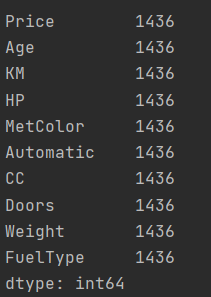 Price 1436
Age 1436
KM 1436
HP 1436
MetColor 1436
Automatic 1436
CC 1436
Doors 1436
Weight 1436
FuelType 1436
dtype: int64